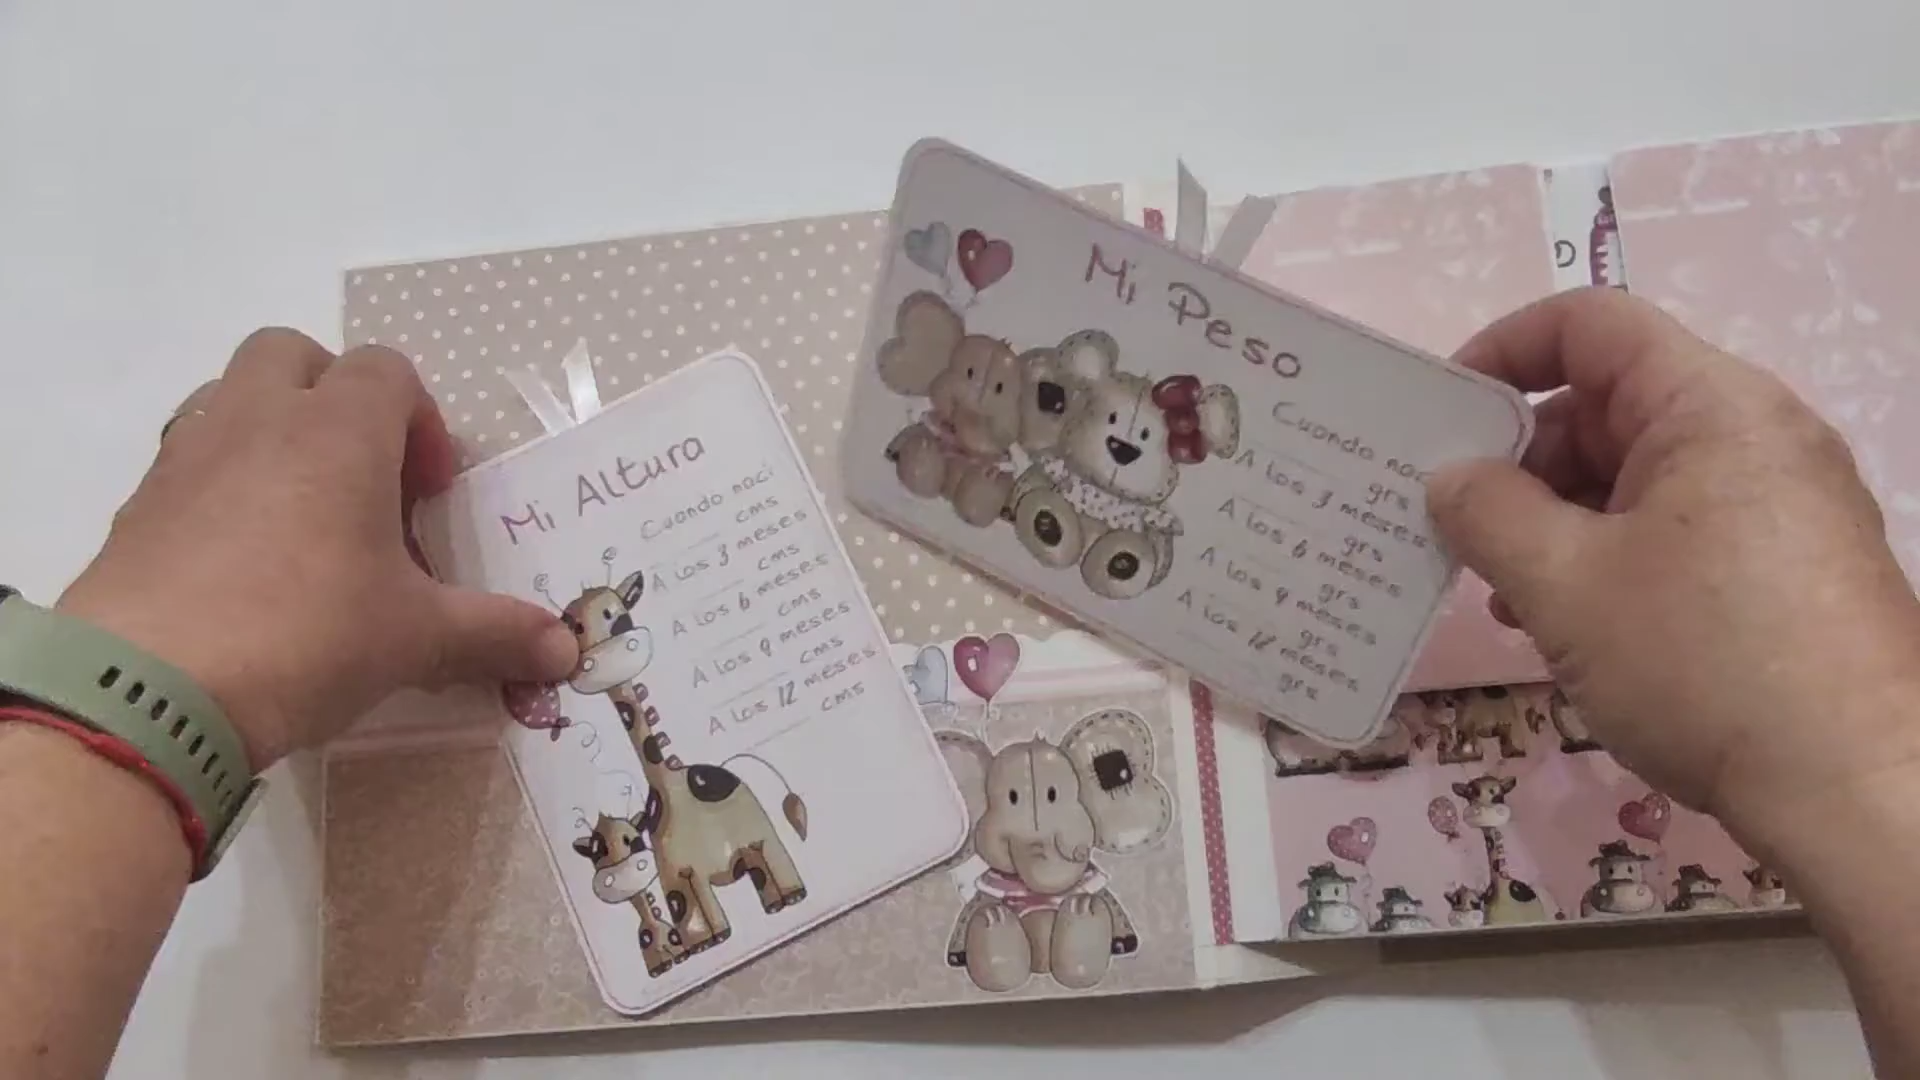 Mi Altura
Cuando nací
cms
A los 3 meses
cms
A los 6 meses
cms
A los 9 meses
cms
A los 12 meses
cms
Mi Peso
Cuando nac
grs
A los 3 meses
grs
A los 6 meses
grs
A los 9 meses
grs
A los 12 meses
grs